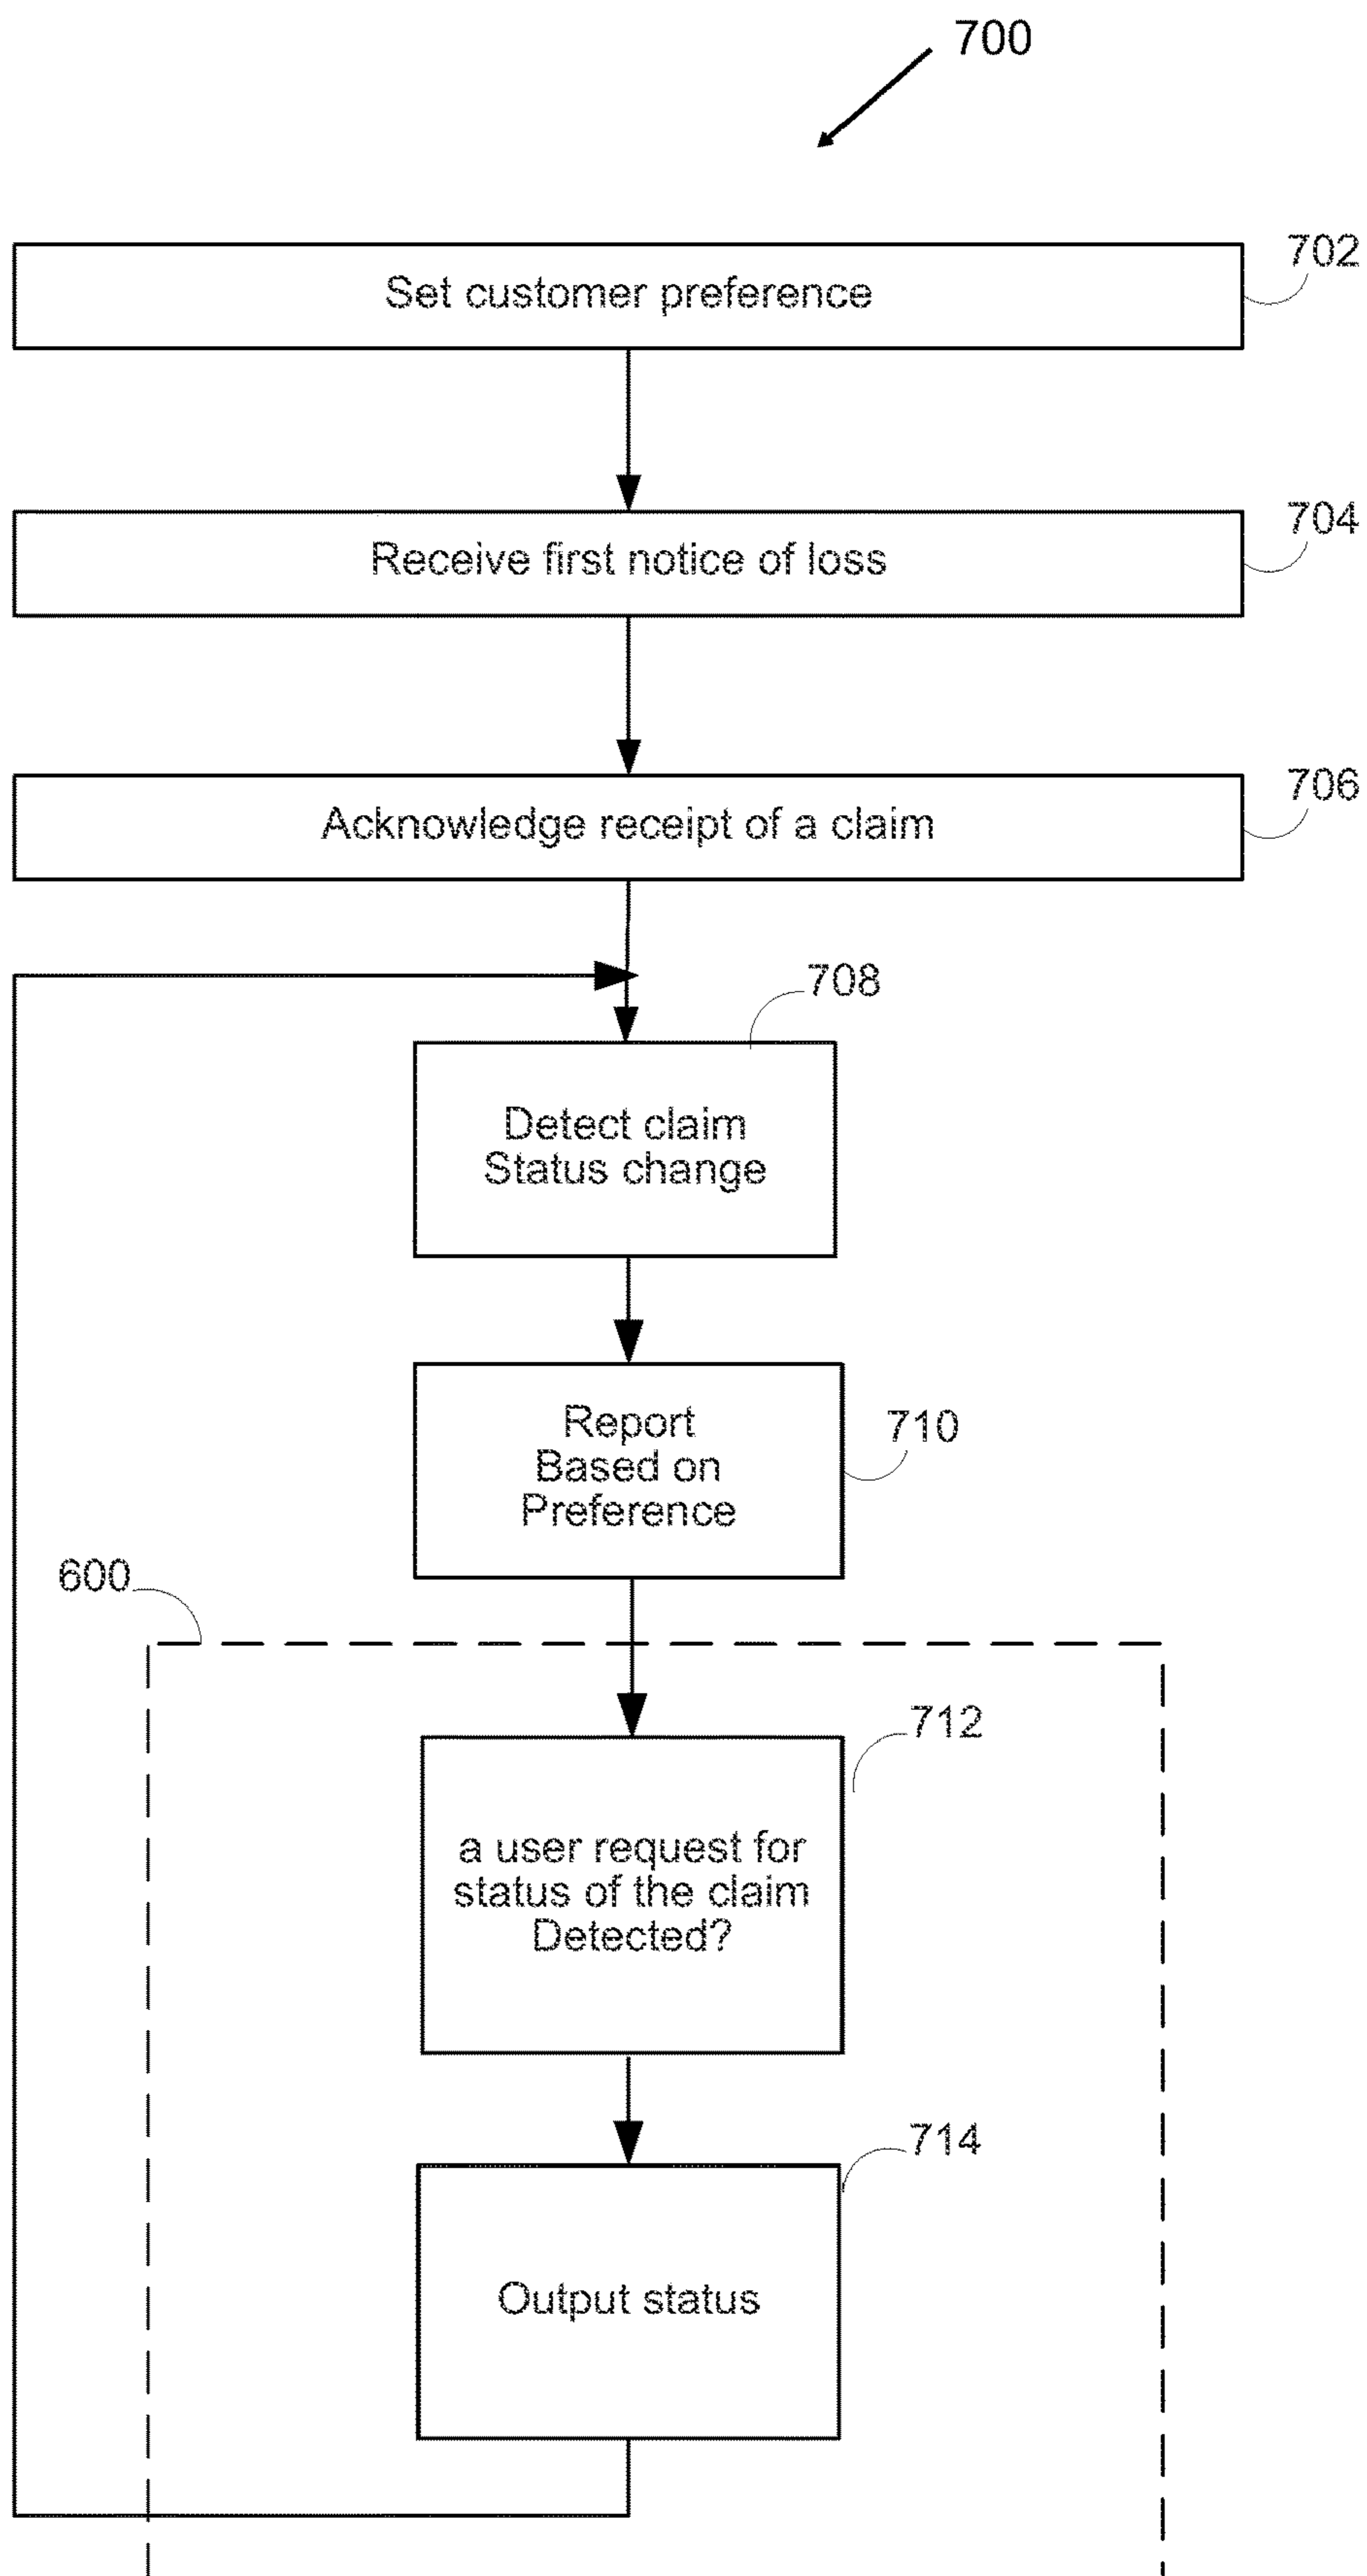 700
702
Set customer preference
704
Receive first notice of loss
706
Acknowledge receipt of a claim
708
Detect claim
Status change
710
Report
Based on
Preference
600
712
a user request for
status of the claim
Detected?
714
Output status